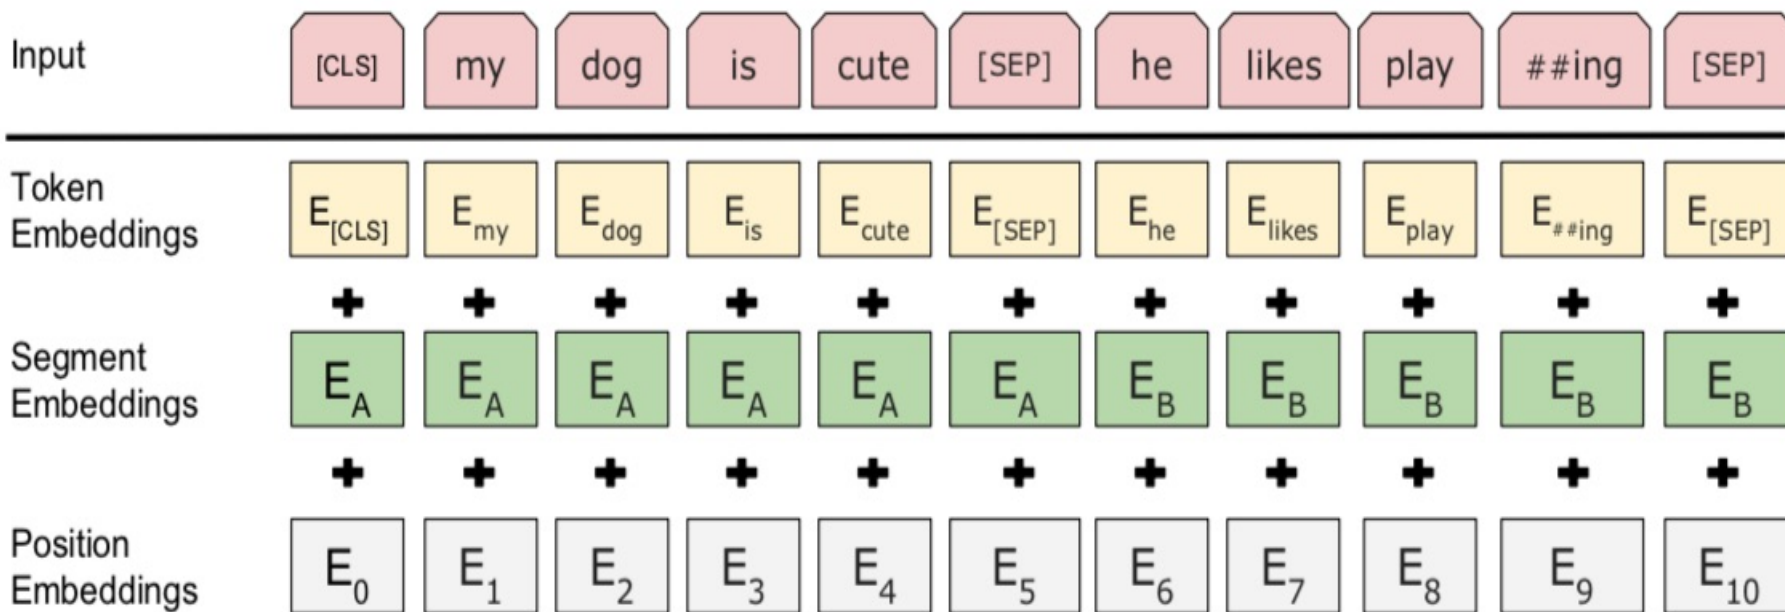 Input [CLS] my dog is cute [SEP] he likes play ##ing [SEP]
Token
Embeddings E[CLS] Emy Edog Eis Ecute E[SEP] Ehe Elikes Eplay E##ing E[SEP]
+ + + + + + + + + + +
Segment
Embeddings EA EA EA EA EA EA EB EB EB EB EB
+ + + + + + + + + + +
Position
Embeddings E0 E1 E2 E3 E4 E5 E6 E7 E8 E9 E10